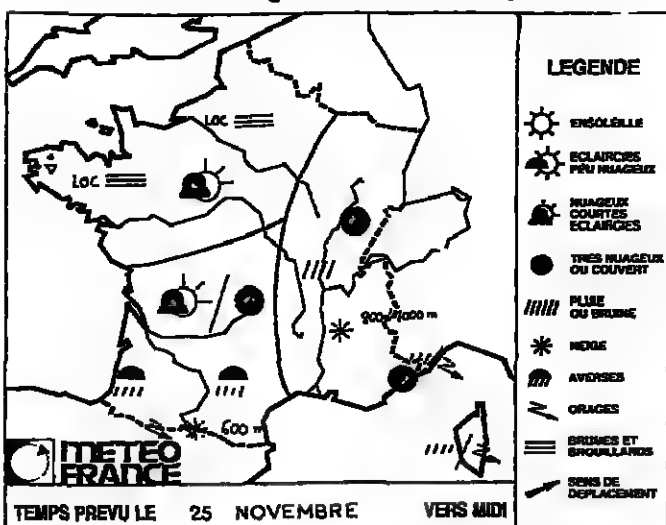 LOC
LOC
800 à 1000 m
600 m
METEO
FRANCE
TEMPS PREVU LE 25 NOVEMBRE VERS MIDI
LEGENDE
ENSOLEILLE
ECLAIRCIES
PEU NUAGEUX
NUAGEUX
COURTES
ECLAIRCIES
TRES NUAGEUX
OU COUVERT
PLUIE
OU BRUINE
NEIGE
AVERSES
ORAGES
BRUMES ET
BROUILLARDS
SENS DE
DEPLACEMENT